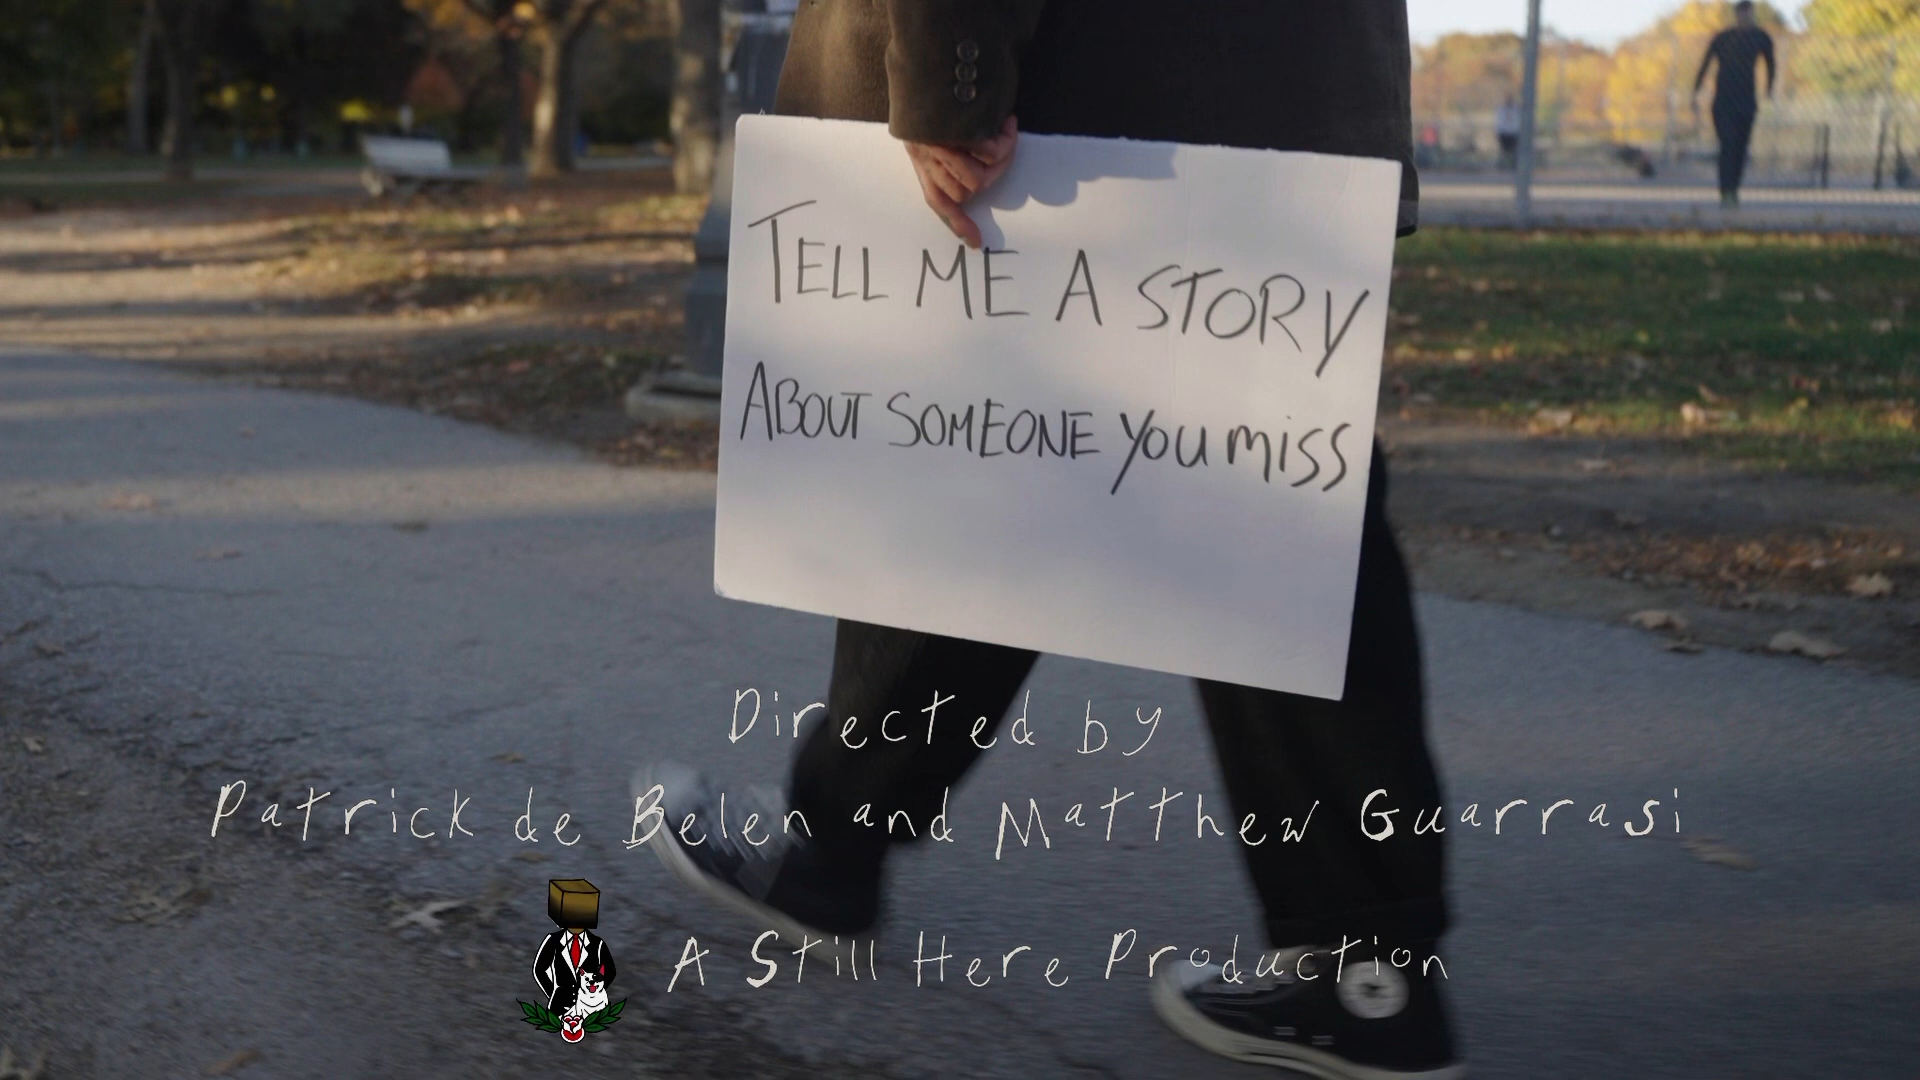 TELL ME A STORY
ABOUT SOMEONE YOU MISS
Directed by
Patrick de Belen and Matthew Guarrasi
A Still Here Production